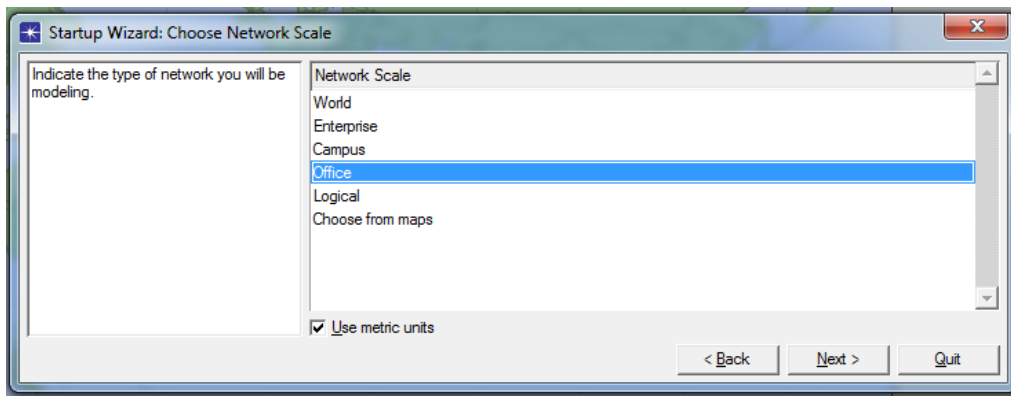 Startup Wizard: Choose Network Scale
Indicate the type of network you will be
modeling.
Network Scale
World
Enterprise
Campus
Office
Logical
Choose from maps
Use metric units
< Back
Next >
Quit